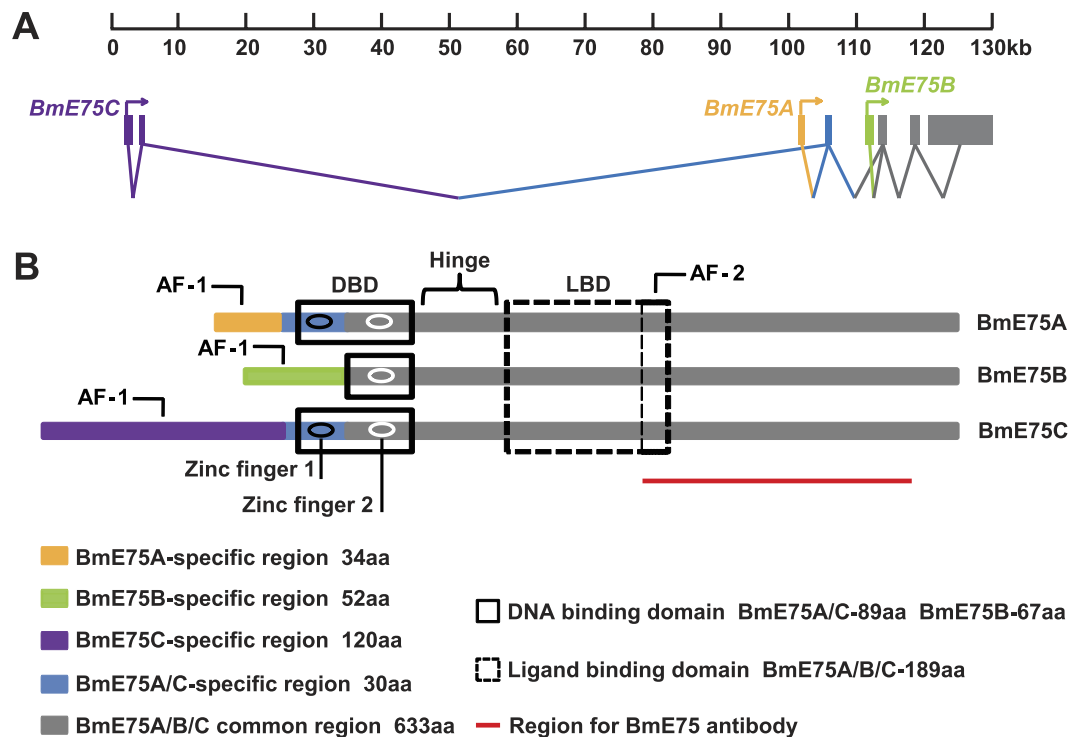 A
0 10 20 30 40 50 60 70 80 90 100 110 120 130kb
BmE75C BmE75A BmE75B
B
AF-1 DBD Hinge LBD AF-2
BmE75A
AF-1
BmE75B
AF-1
BmE75C
Zinc finger 1
Zinc finger 2
BmE75A-specific region 34aa
BmE75B-specific region 52aa
BmE75C-specific region 120aa
BmE75A/C-specific region 30aa
BmE75A/B/C common region 633aa
DNA binding domain BmE75A/C-89aa BmE75B-67aa
Ligand binding domain BmE75A/B/C-189aa
Region for BmE75 antibody